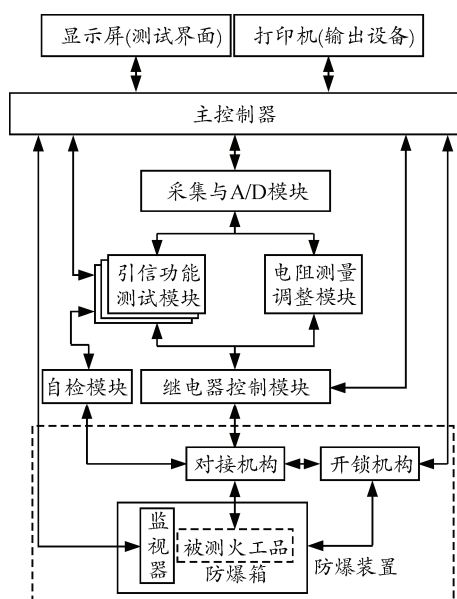 显示屏(测试界面)
打印机(输出设备)
主控制器
采集与A/D模块
引信功能
测试模块
电阻测量
调整模块
自检模块
继电器控制模块
对接机构
开锁机构
监视器
被测火工品
防爆箱
防爆装置